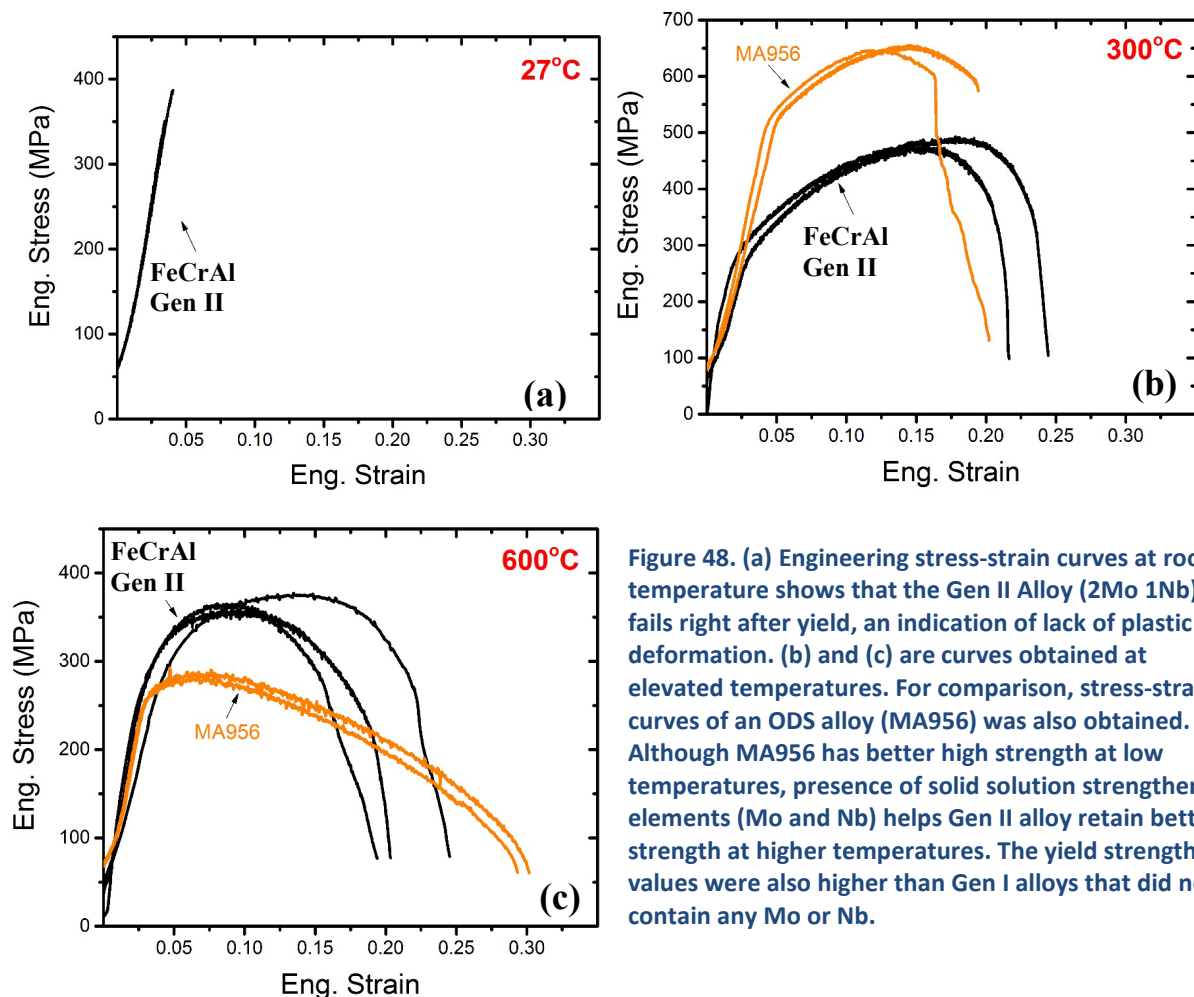 27°C
400
300
200
100
0
Eng. Stress (MPa)
FeCrAl
Gen II
(a)
0.05 0.10 0.15 0.20 0.25 0.30
Eng. Strain
300°C
700
600
500
400
300
200
100
0
Eng. Stress (MPa)
MA956
FeCrAl
Gen II
(b)
0.05 0.10 0.15 0.20 0.25 0.30
Eng. Strain
600°C
400
300
200
100
0
Eng. Stress (MPa)
FeCrAl
Gen II
MA956
(c)
0.05 0.10 0.15 0.20 0.25 0.30
Eng. Strain
Figure 48. (a) Engineering stress-strain curves at roo
temperature shows that the Gen II Alloy (2Mo 1Nb)
fails right after yield, an indication of lack of plastic
deformation. (b) and (c) are curves obtained at
elevated temperatures. For comparison, stress-stra
curves of an ODS alloy (MA956) was also obtained.
Although MA956 has better high strength at low
temperatures, presence of solid solution strengthen
elements (Mo and Nb) helps Gen II alloy retain bett
strength at higher temperatures. The yield strength
values were also higher than Gen I alloys that did n
contain any Mo or Nb.